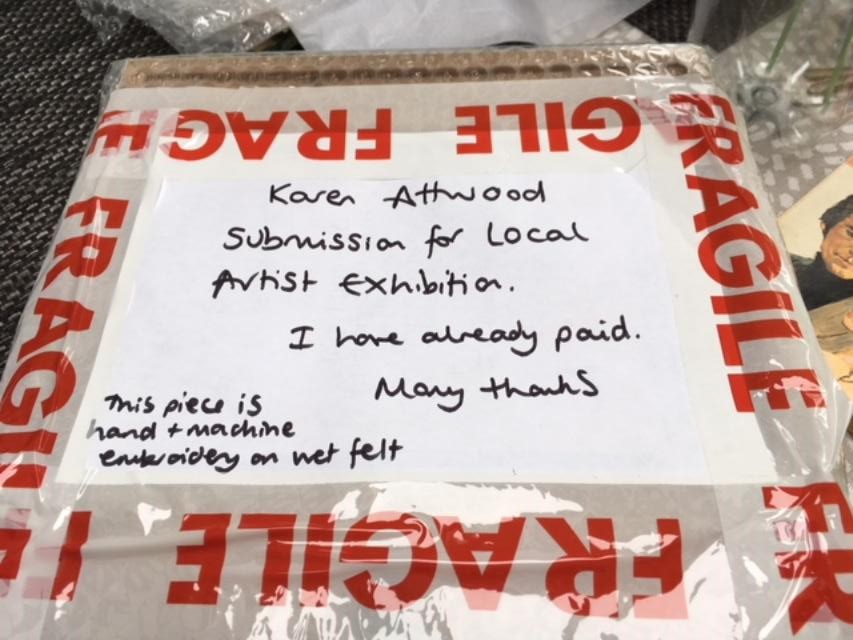 FRAGILE FRAGILE
FRAGILE
FRAGILE
Karen Attwood
Submission for Local
Artist Exhibition.
I have already paid.
Many thanks
This piece is
hand + machine
embroidery on wet felt
FRAGILE
FR